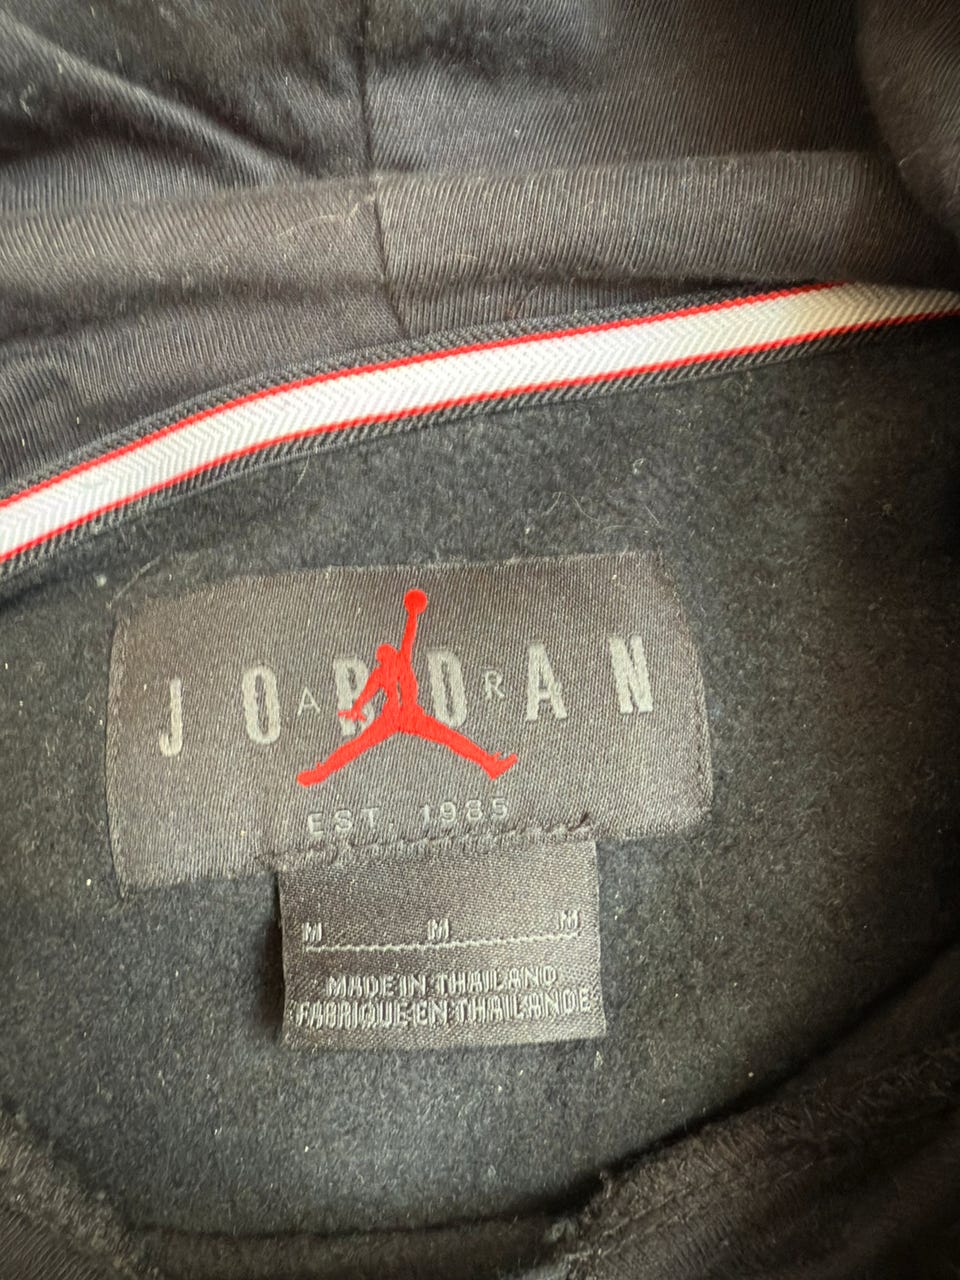 JORDAN
AIR
EST. 1985
M M M
MADE IN THAILAND
FABRIQUE EN THAILANDE